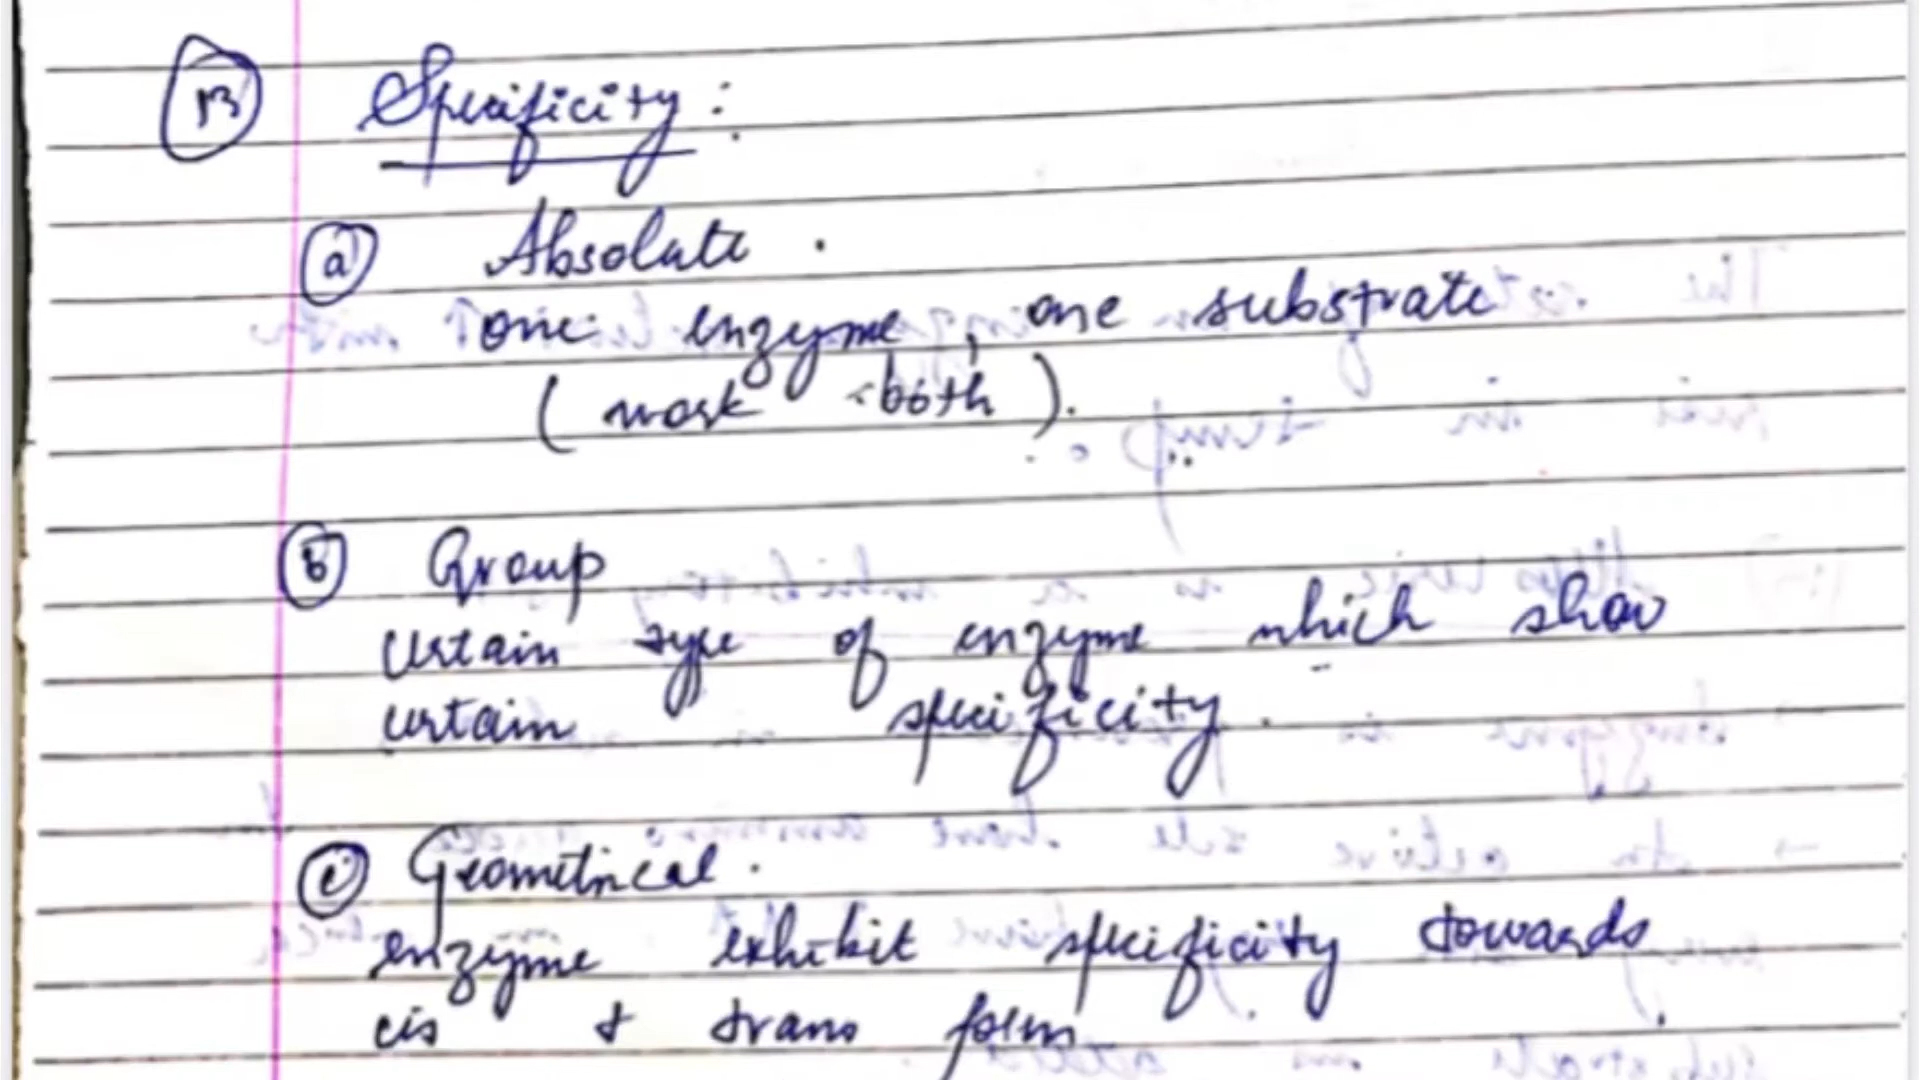 13 Specificity :
a Absolute .
one enzyme, one substrate
( work both ).
b Group
certain type of enzyme which show
certain specificity .
c Geometrical .
enzyme exhibit specificity towards
cis + trans form